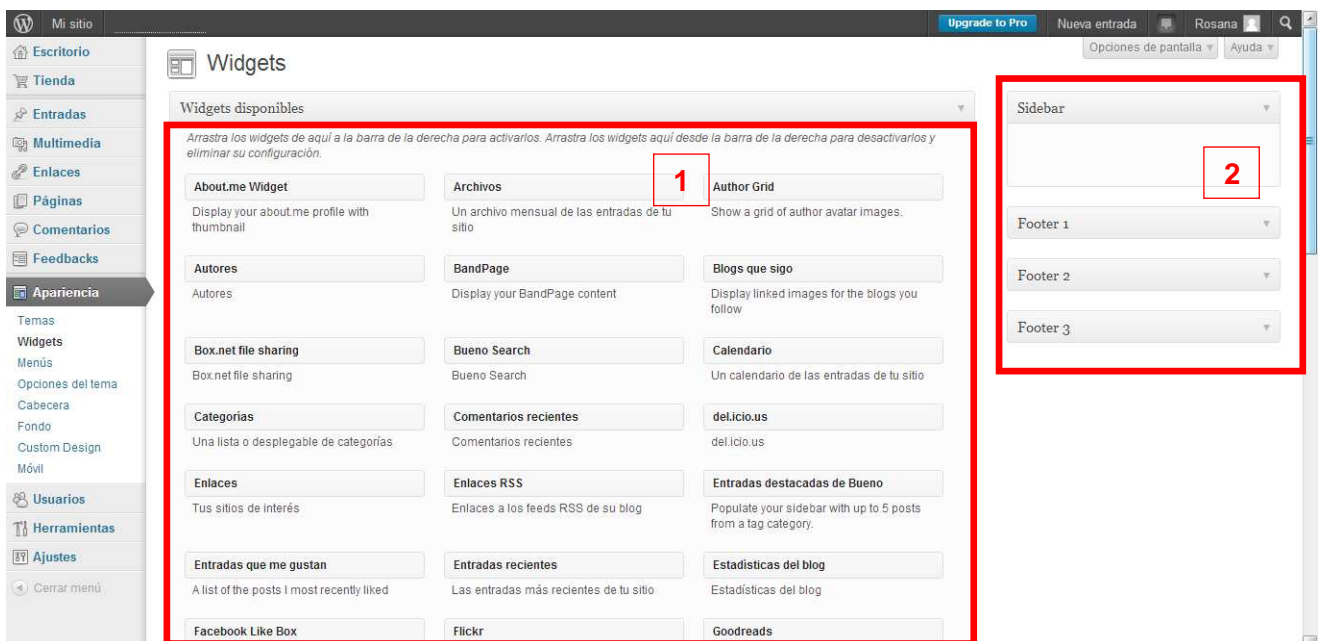 Mi sitio
Upgrade to Pro
Nueva entrada
Rosana
Opciones de pantalla
Ayuda
Escritorio
Tienda
Entradas
Multimedia
Enlaces
Páginas
Comentarios
Feedbacks
Apariencia
Temas
Widgets
Menús
Opciones del tema
Cabecera
Fondo
Custom Design
Móvil
Usuarios
Herramientas
Ajustes
Cerrar menú
Widgets
Widgets disponibles
Arrastra los widgets de aquí a la barra de la derecha para activarlos. Arrastra los widgets aquí desde la barra de la derecha para desactivarlos y
eliminar su configuración.
1
About.me Widget
Display your about.me profile with
thumbnail
Archivos
Un archivo mensual de las entradas de tu
sitio
Author Grid
Show a grid of author avatar images.
Autores
Autores
BandPage
Display your BandPage content
Blogs que sigo
Display linked images for the blogs you
follow
Box.net file sharing
Box.net file sharing
Bueno Search
Bueno Search
Calendario
Un calendario de las entradas de tu sitio
Categorías
Una lista o desplegable de categorías
Comentarios recientes
Comentarios recientes
del.icio.us
del.icio.us
Enlaces
Tus sitios de interés
Enlaces RSS
Enlaces a los feeds RSS de su blog
Entradas destacadas de Bueno
Populate your sidebar with up to 5 posts
from a tag category.
Entradas que me gustan
A list of the posts I most recently liked
Entradas recientes
Las entradas más recientes de tu sitio
Estadísticas del blog
Estadísticas del blog
Facebook Like Box
Flickr
Goodreads
Sidebar
2
Footer 1
Footer 2
Footer 3